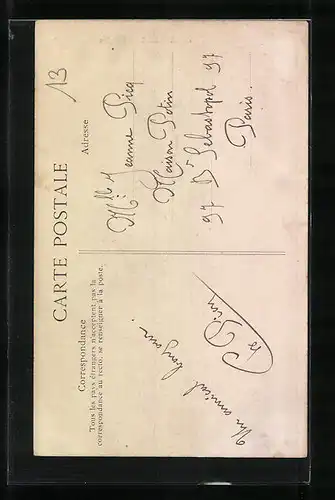 CARTE POSTALE
Correspondance
Tous les pays étrangers n'acceptent pas la
correspondance au recto, se renseigner à la poste.
Un amical
bonjour
Adresse
13
Mlle Jeanne Picq
Maison Potin
97 Bd Sebastopol 97
Paris.